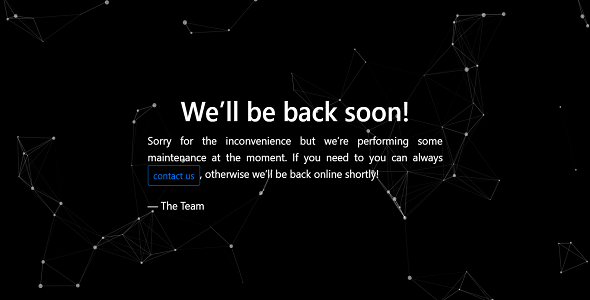 We’ll be back soon!
Sorry for the inconvenience but we’re performing some
maintenance at the moment. If you need to you can always
contact us, otherwise we’ll be back online shortly!
— The Team